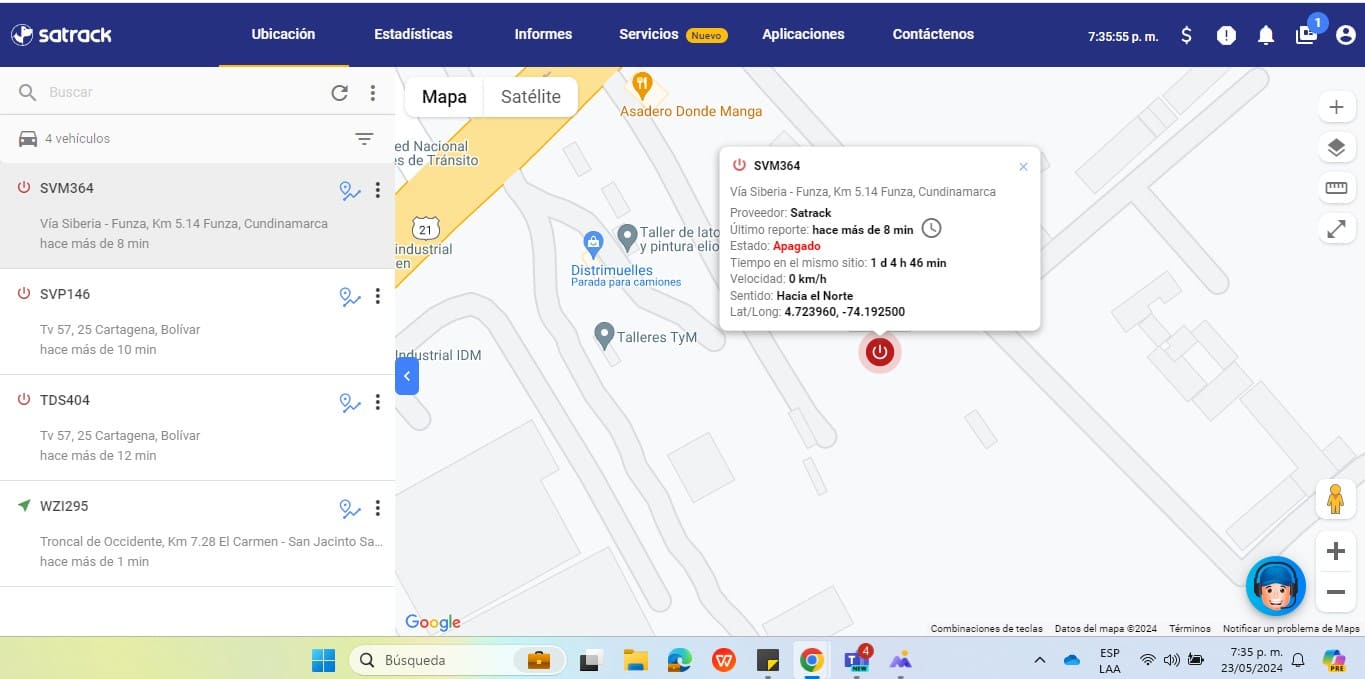 satrack
Ubicación
Estadísticas
Informes
Servicios Nuevo
Aplicaciones
Contáctenos
7:35:55 p. m.
$
1
Buscar
4 vehículos
SVM364
Vía Siberia - Funza, Km 5.14 Funza, Cundinamarca
hace más de 8 min
SVP146
Tv 57, 25 Cartagena, Bolívar
hace más de 10 min
TDS404
Tv 57, 25 Cartagena, Bolívar
hace más de 12 min
WZI295
Troncal de Occidente, Km 7.28 El Carmen - San Jacinto Sa...
hace más de 1 min
Mapa
Satélite
Asadero Donde Manga
ed Nacional
es de Tránsito
21
industrial
en
Distrimuelles
Parada para camiones
Taller de lato
y pintura elio
Talleres TyM
Industrial IDM
SVM364
Vía Siberia - Funza, Km 5.14 Funza, Cundinamarca
Proveedor: Satrack
Último reporte: hace más de 8 min
Estado: Apagado
Tiempo en el mismo sitio: 1 d 4 h 46 min
Velocidad: 0 km/h
Sentido: Hacia el Norte
Lat/Long: 4.723960, -74.192500
Google
Combinaciones de teclas
Datos del mapa ©2024
Términos
Notificar un problema de Maps
Búsqueda
NEW
4
ESP
LAA
7:35 p. m.
23/05/2024
PRE